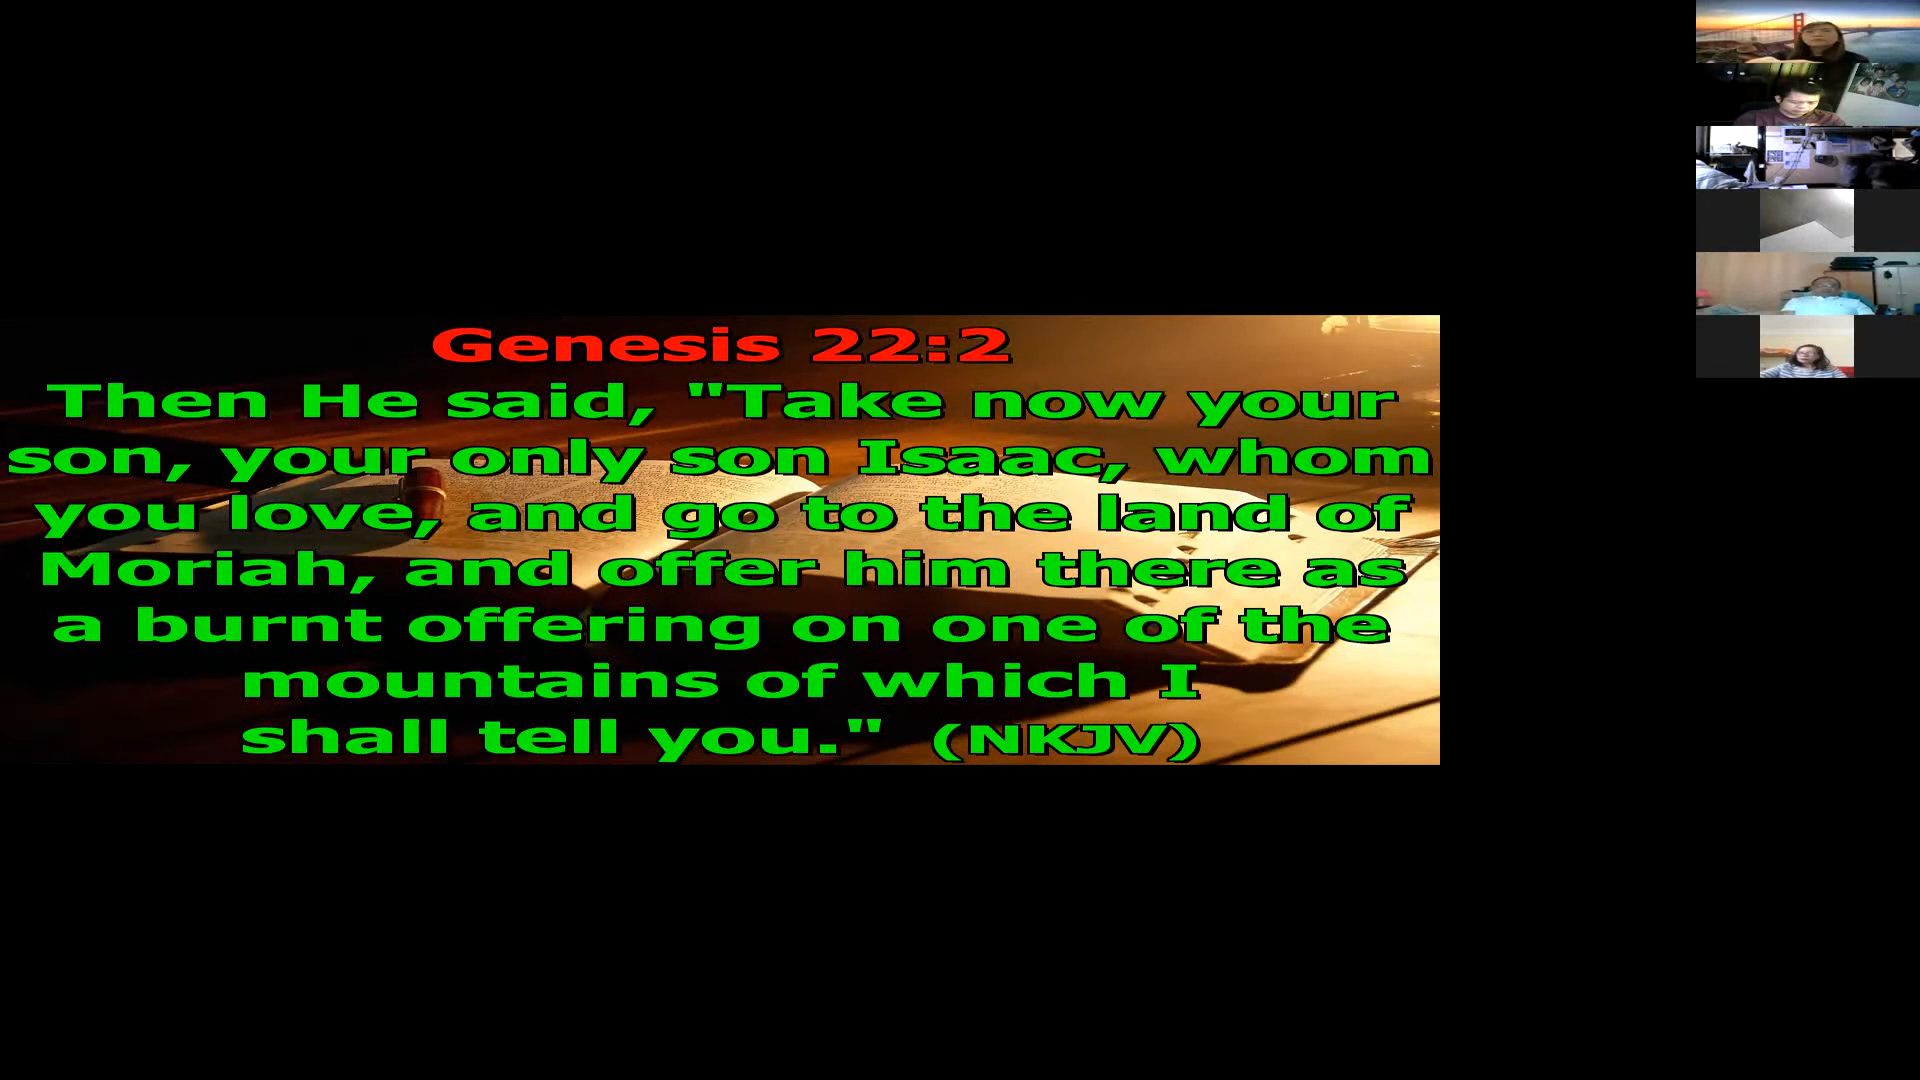 Genesis 22:2
Then He said, "Take now your
son, your only son Isaac, whom
you love, and go to the land of
Moriah, and offer him there as
a burnt offering on one of the
mountains of which I
shall tell you." (NKJV)